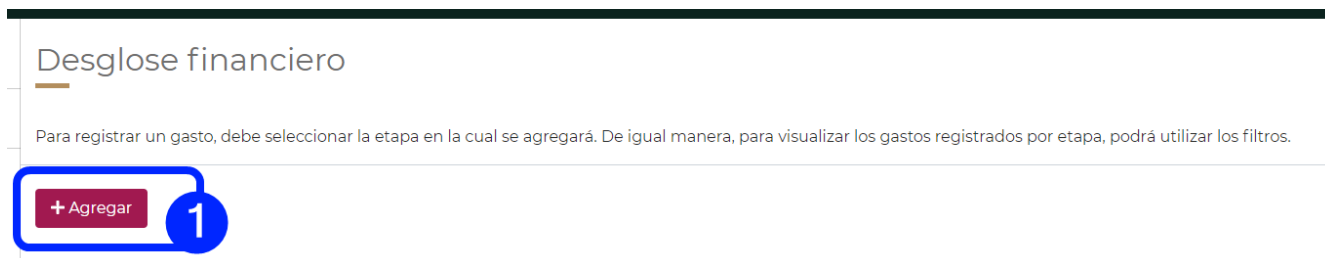 Desglose financiero
Para registrar un gasto, debe seleccionar la etapa en la cual se agregará. De igual manera, para visualizar los gastos registrados por etapa, podrá utilizar los filtros.
+ Agregar
1